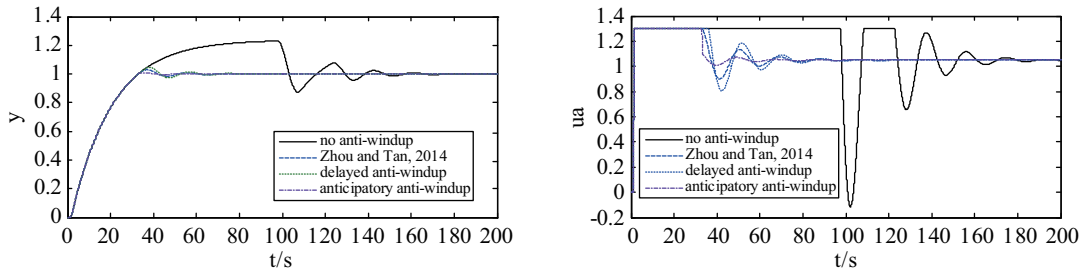 y
1.4
1.2
1.0
0.8
0.6
0.4
0.2
0
0 20 40 60 80 100 120 140 160 180 200
t/s
no anti-windup
Zhou and Tan, 2014
delayed anti-windup
anticipatory anti-windup
ua
1.4
1.2
1.0
0.8
0.6
0.4
0.2
0
-0.2
0 20 40 60 80 100 120 140 160 180 200
t/s
no anti-windup
Zhou and Tan, 2014
delayed anti-windup
anticipatory anti-windup